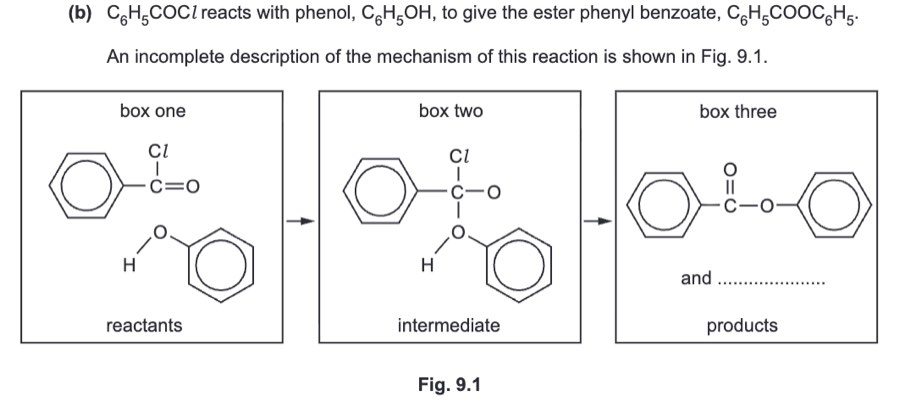 (b) C₆H₅COCl reacts with phenol, C₆H₅OH, to give the ester phenyl benzoate, C₆H₅COOC₆H₅.
An incomplete description of the mechanism of this reaction is shown in Fig. 9.1.
box one
Cl
C=O
O
H
reactants
box two
Cl
C–O
O
H
intermediate
box three
O
C–O
and ......................
products
Fig. 9.1